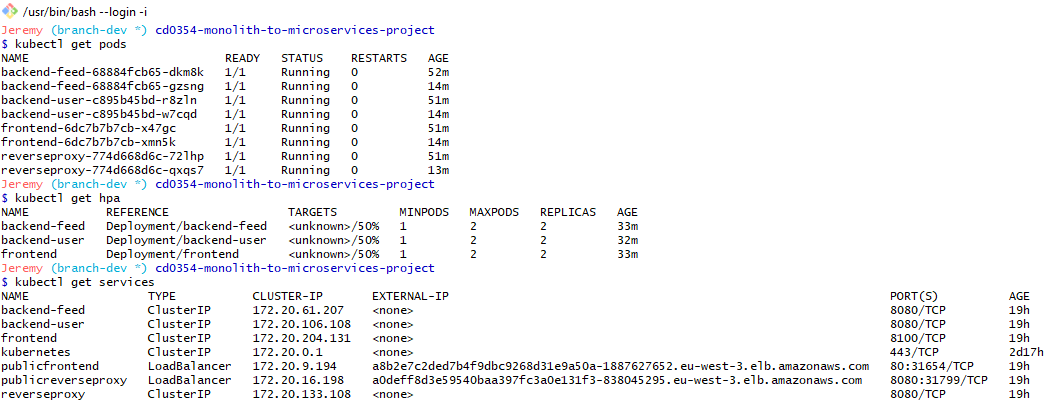 /usr/bin/bash --login -i
Jeremy (branch-dev *) cd0354-monolith-to-microservices-project
$ kubectl get pods
NAME READY STATUS RESTARTS AGE
backend-feed-68884fcb65-dkm8k 1/1 Running 0 52m
backend-feed-68884fcb65-gzsng 1/1 Running 0 14m
backend-user-c895b45bd-r8zln 1/1 Running 0 51m
backend-user-c895b45bd-w7cqd 1/1 Running 0 14m
frontend-6dc7b7b7cb-x47gc 1/1 Running 0 51m
frontend-6dc7b7b7cb-xmn5k 1/1 Running 0 14m
reverseproxy-774d668d6c-72lhp 1/1 Running 0 51m
reverseproxy-774d668d6c-qxqs7 1/1 Running 0 13m
Jeremy (branch-dev *) cd0354-monolith-to-microservices-project
$ kubectl get hpa
NAME REFERENCE TARGETS MINPODS MAXPODS REPLICAS AGE
backend-feed Deployment/backend-feed <unknown>/50% 1 2 2 33m
backend-user Deployment/backend-user <unknown>/50% 1 2 2 32m
frontend Deployment/frontend <unknown>/50% 1 2 2 33m
Jeremy (branch-dev *) cd0354-monolith-to-microservices-project
$ kubectl get services
NAME TYPE CLUSTER-IP EXTERNAL-IP PORT(S) AGE
backend-feed ClusterIP 172.20.61.207 <none> 8080/TCP 19h
backend-user ClusterIP 172.20.106.108 <none> 8080/TCP 19h
frontend ClusterIP 172.20.204.131 <none> 8100/TCP 19h
kubernetes ClusterIP 172.20.0.1 <none> 443/TCP 2d17h
publicfrontend LoadBalancer 172.20.9.194 a8b2e7c2ded7b4f9dbc9268d31e9a50a-1887627652.eu-west-3.elb.amazonaws.com 80:31654/TCP 19h
publicreverseproxy LoadBalancer 172.20.16.198 a0deff8d3e59540baa397fc3a0e131f3-838045295.eu-west-3.elb.amazonaws.com 8080:31799/TCP 19h
reverseproxy ClusterIP 172.20.133.108 <none> 8080/TCP 19h